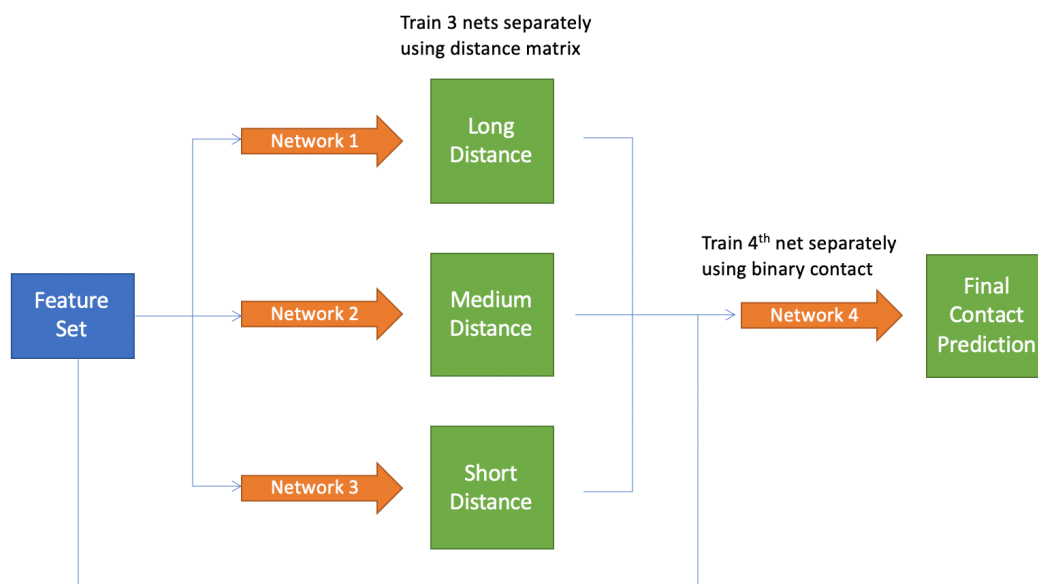 Train 3 nets separately
using distance matrix
Network 1
Long
Distance
Train 4th net separately
using binary contact
Feature
Set
Network 2
Medium
Distance
Network 4
Final
Contact
Prediction
Network 3
Short
Distance